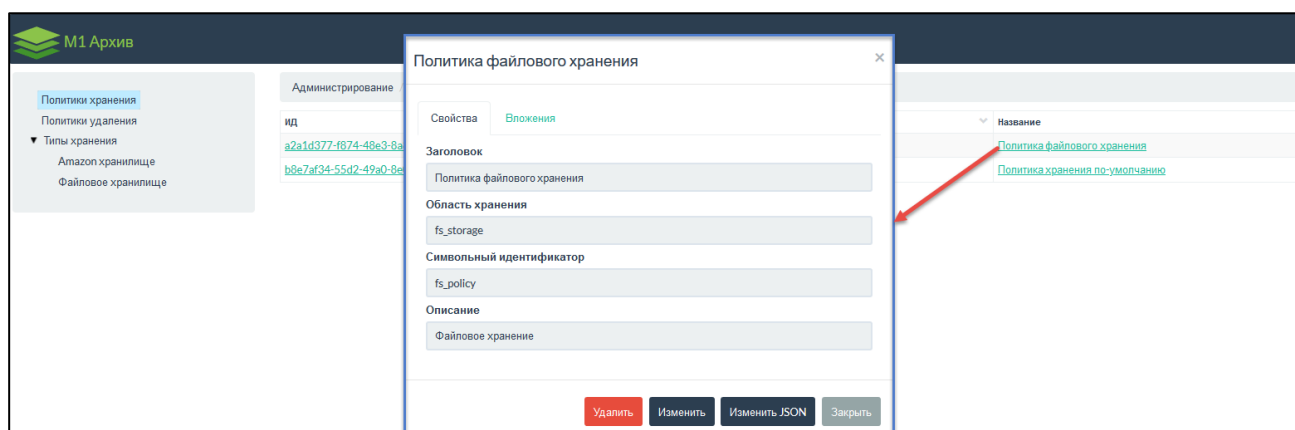 М1 Архив
Политики хранения
Политики удаления
Типы хранения
Amazon хранилище
Файловое хранилище
Администрирование /
ид
Название
a2a1d377-f874-48e3-8a
Политика файлового хранения
b8e7af34-55d2-49a0-8e
Политика хранения по-умолчанию
Политика файлового хранения
×
Свойства
Вложения
Заголовок
Политика файлового хранения
Область хранения
fs_storage
Символьный идентификатор
fs_policy
Описание
Файловое хранение
Удалить
Изменить
Изменить JSON
Закрыть